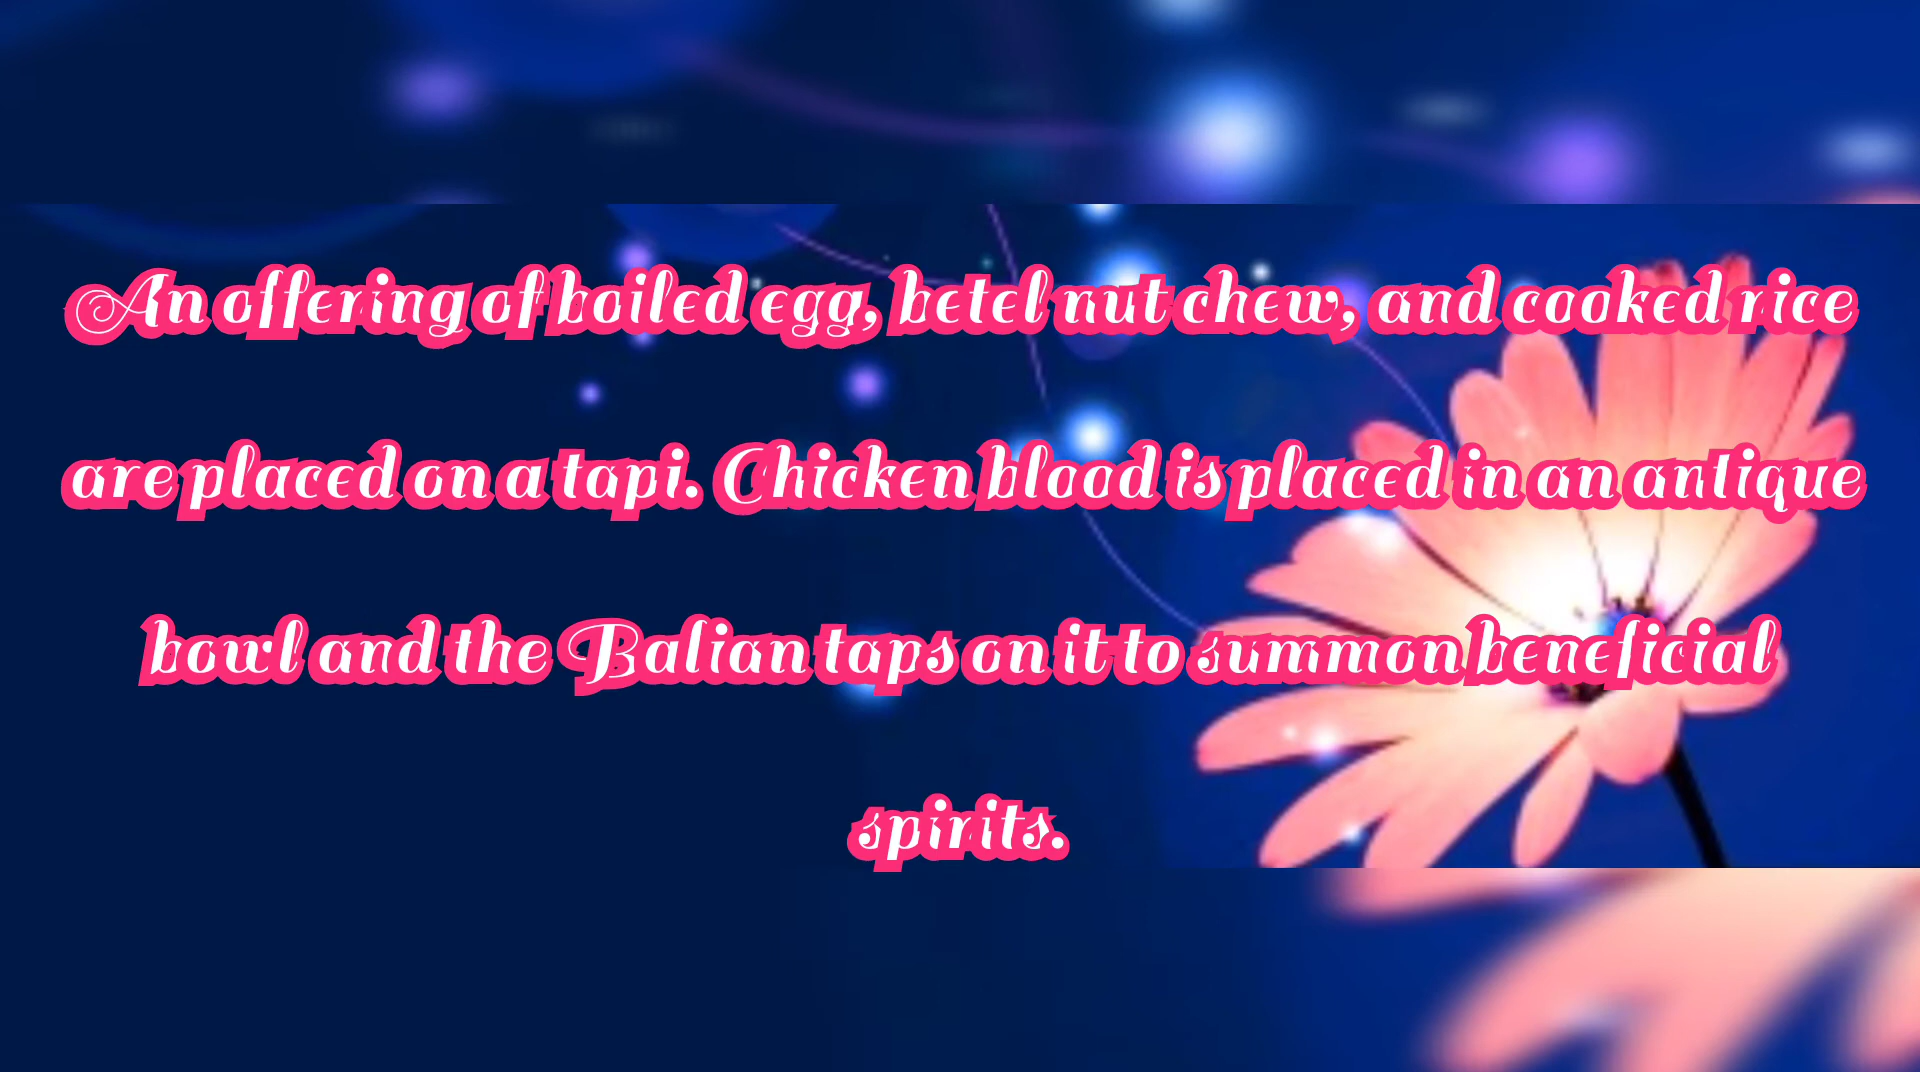 An offering of boiled egg, betel nut chew, and cooked rice
are placed on a tapi. Chicken blood is placed in an antique
bowl and the Balian taps on it to summon beneficial
spirits.